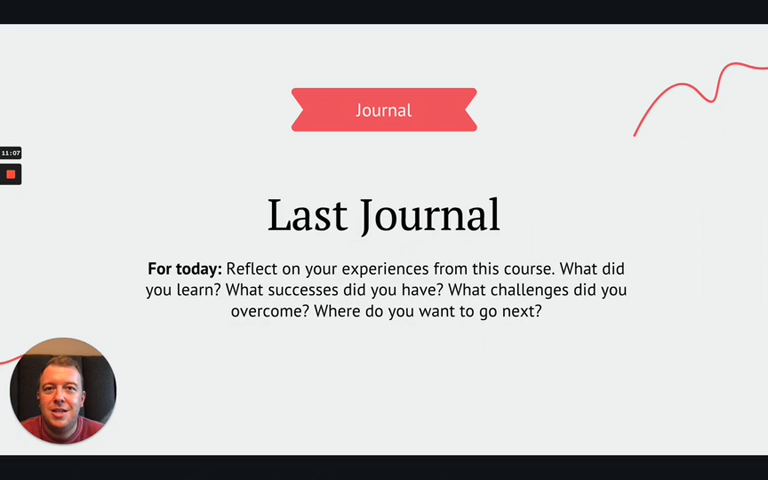 Journal
11:07
Last Journal
For today: Reflect on your experiences from this course. What did
you learn? What successes did you have? What challenges did you
overcome? Where do you want to go next?